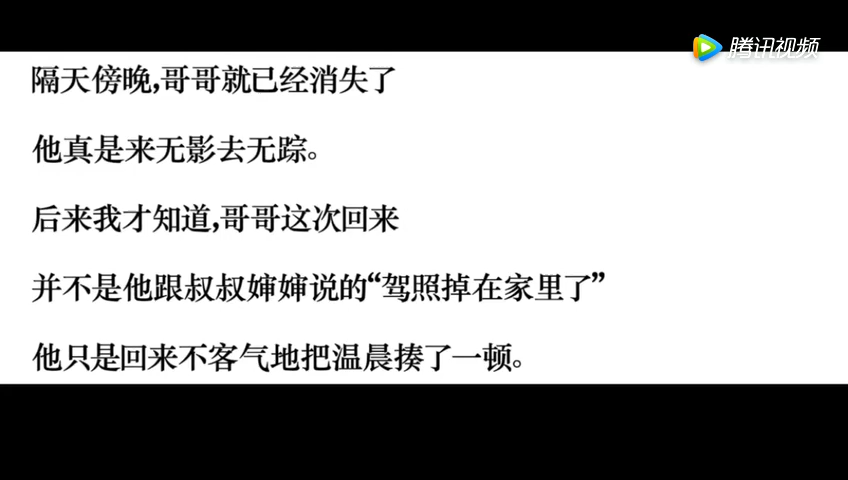 腾讯视频
隔天傍晚,哥哥就已经消失了
他真是来无影去无踪。
后来我才知道,哥哥这次回来
并不是他跟叔叔婶婶说的“驾照掉在家里了”
他只是回来不客气地把温晨揍了一顿。